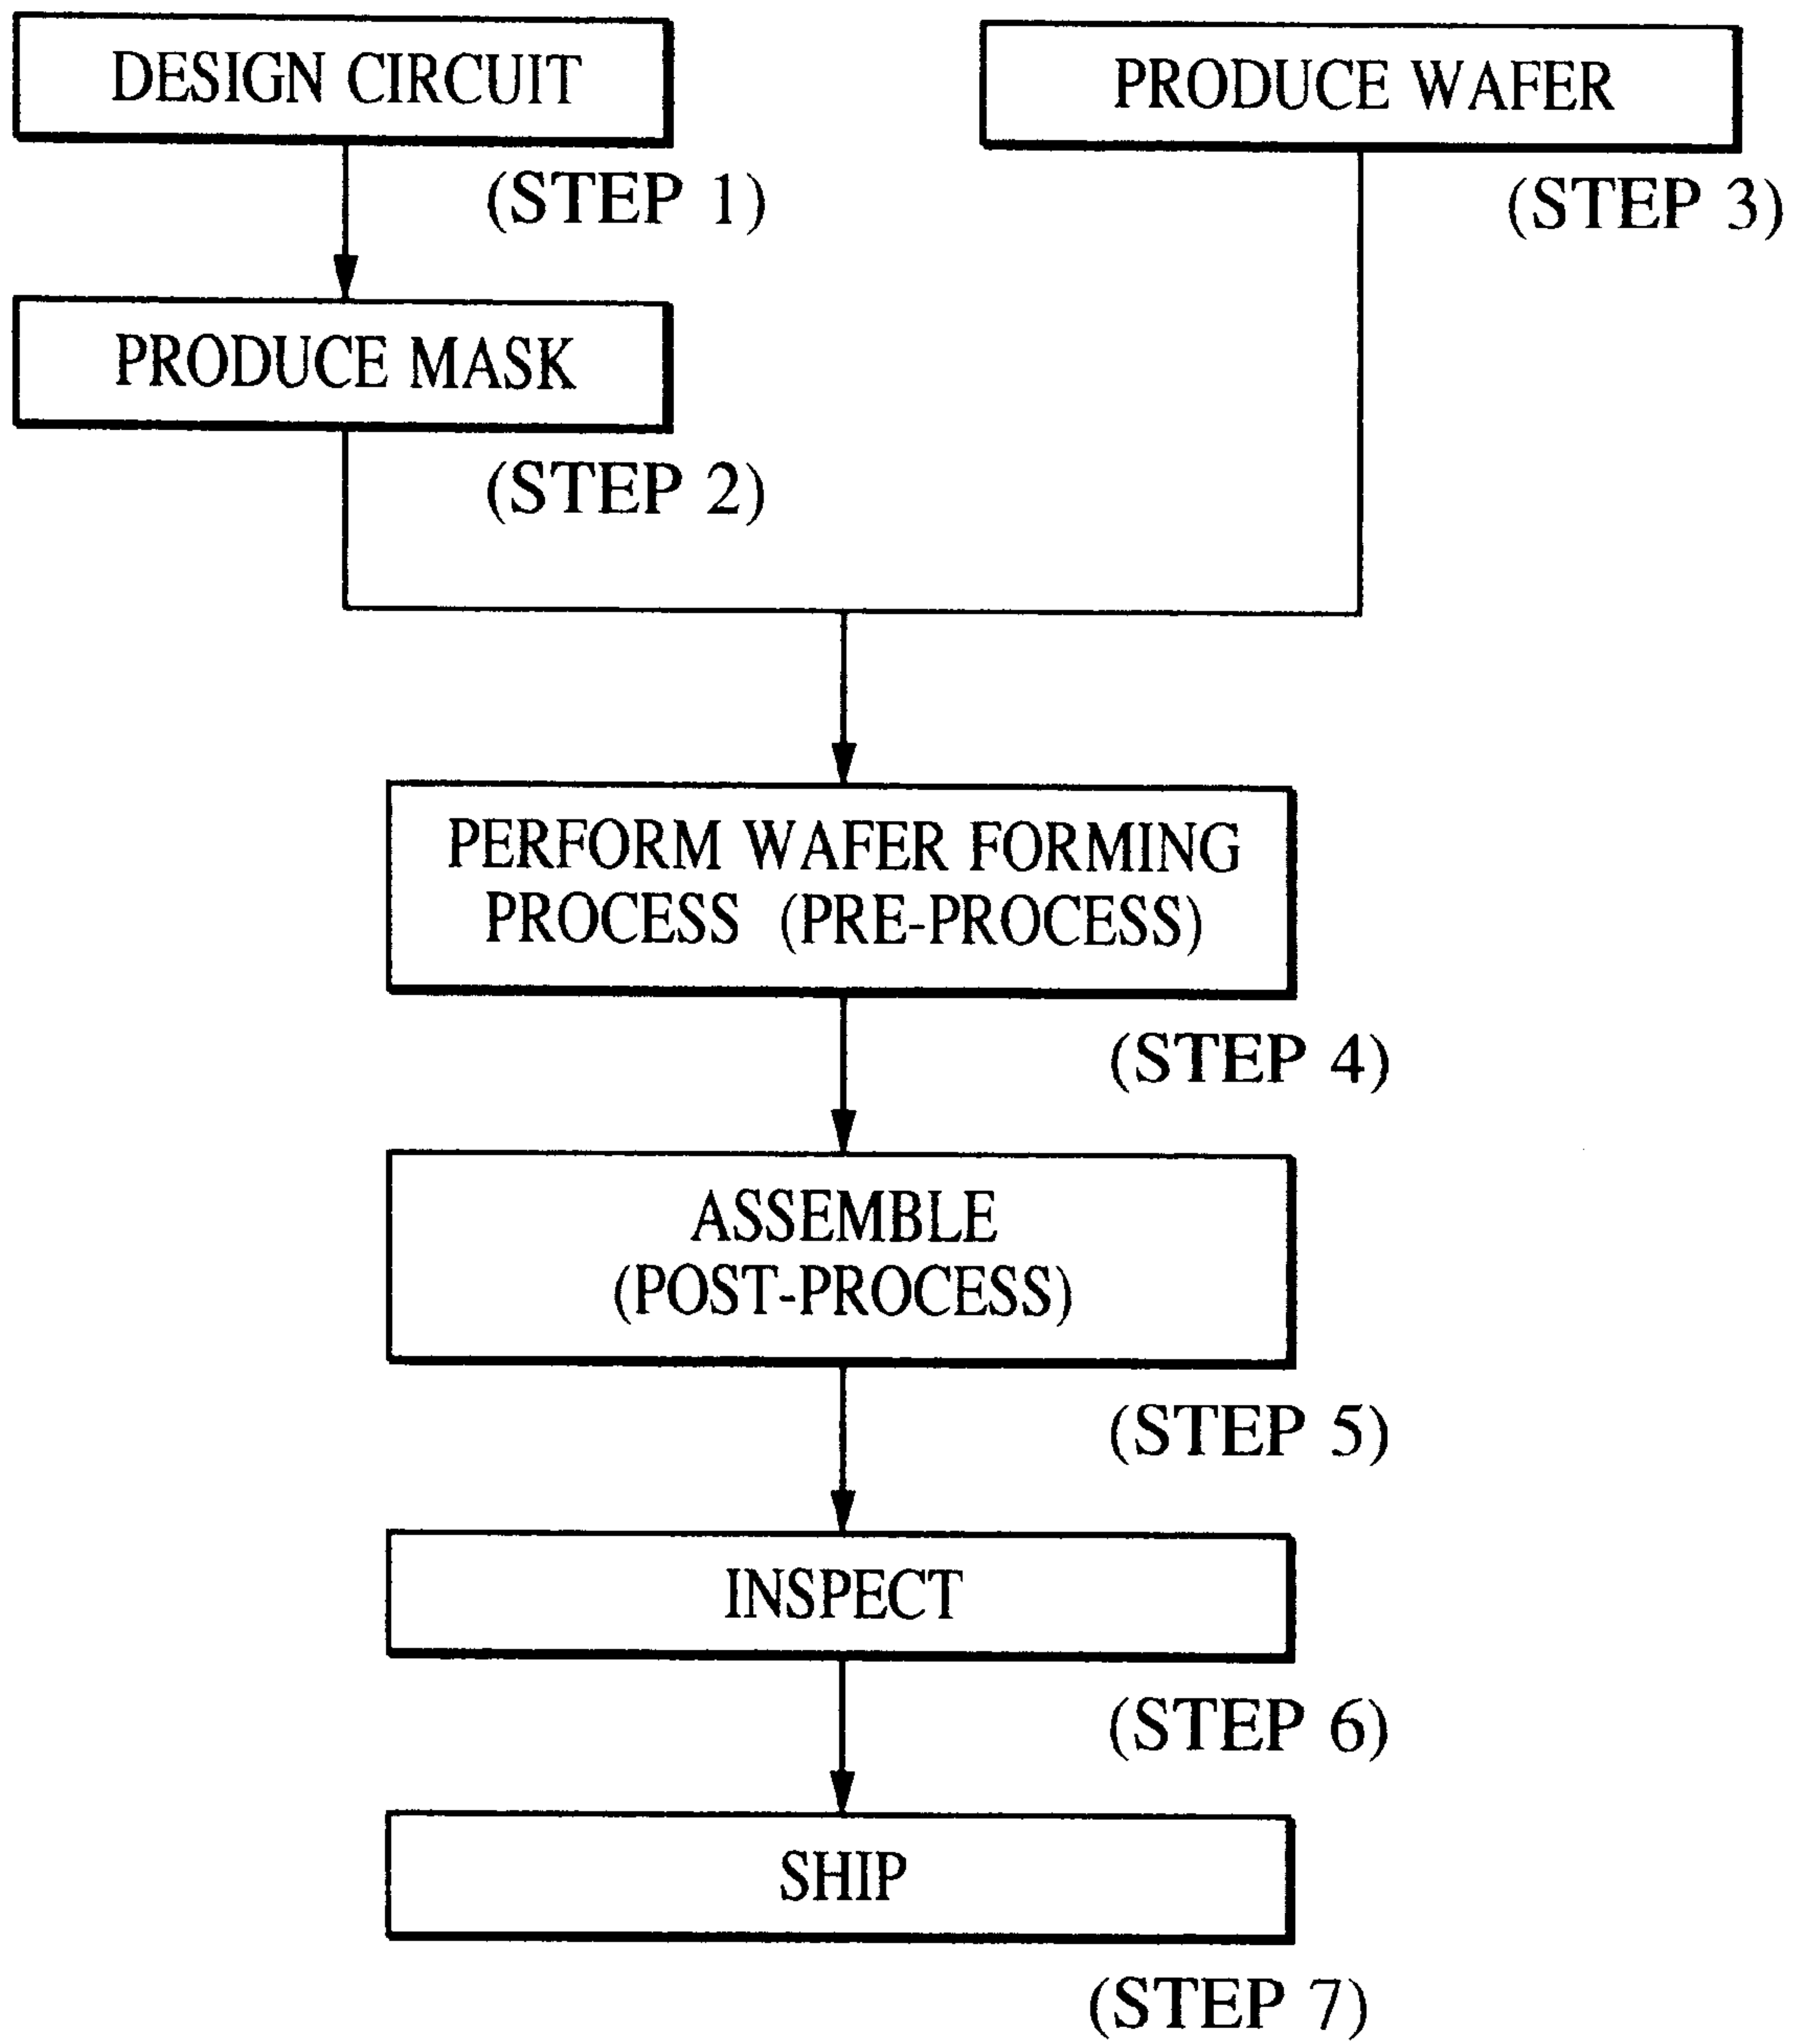 DESIGN CIRCUIT
(STEP 1)
PRODUCE MASK
(STEP 2)
PRODUCE WAFER
(STEP 3)
PERFORM WAFER FORMING
PROCESS (PRE-PROCESS)
(STEP 4)
ASSEMBLE
(POST-PROCESS)
(STEP 5)
INSPECT
(STEP 6)
SHIP
(STEP 7)